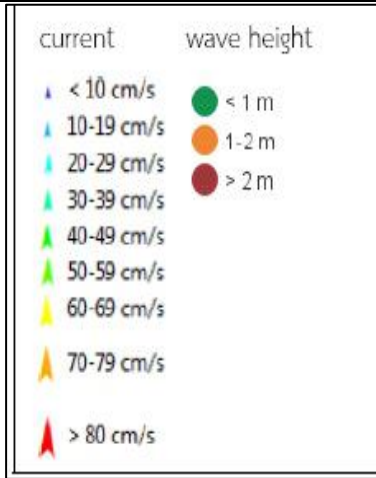 current
< 10 cm/s
10-19 cm/s
20-29 cm/s
30-39 cm/s
40-49 cm/s
50-59 cm/s
60-69 cm/s
70-79 cm/s
> 80 cm/s
wave height
< 1 m
1-2 m
> 2 m